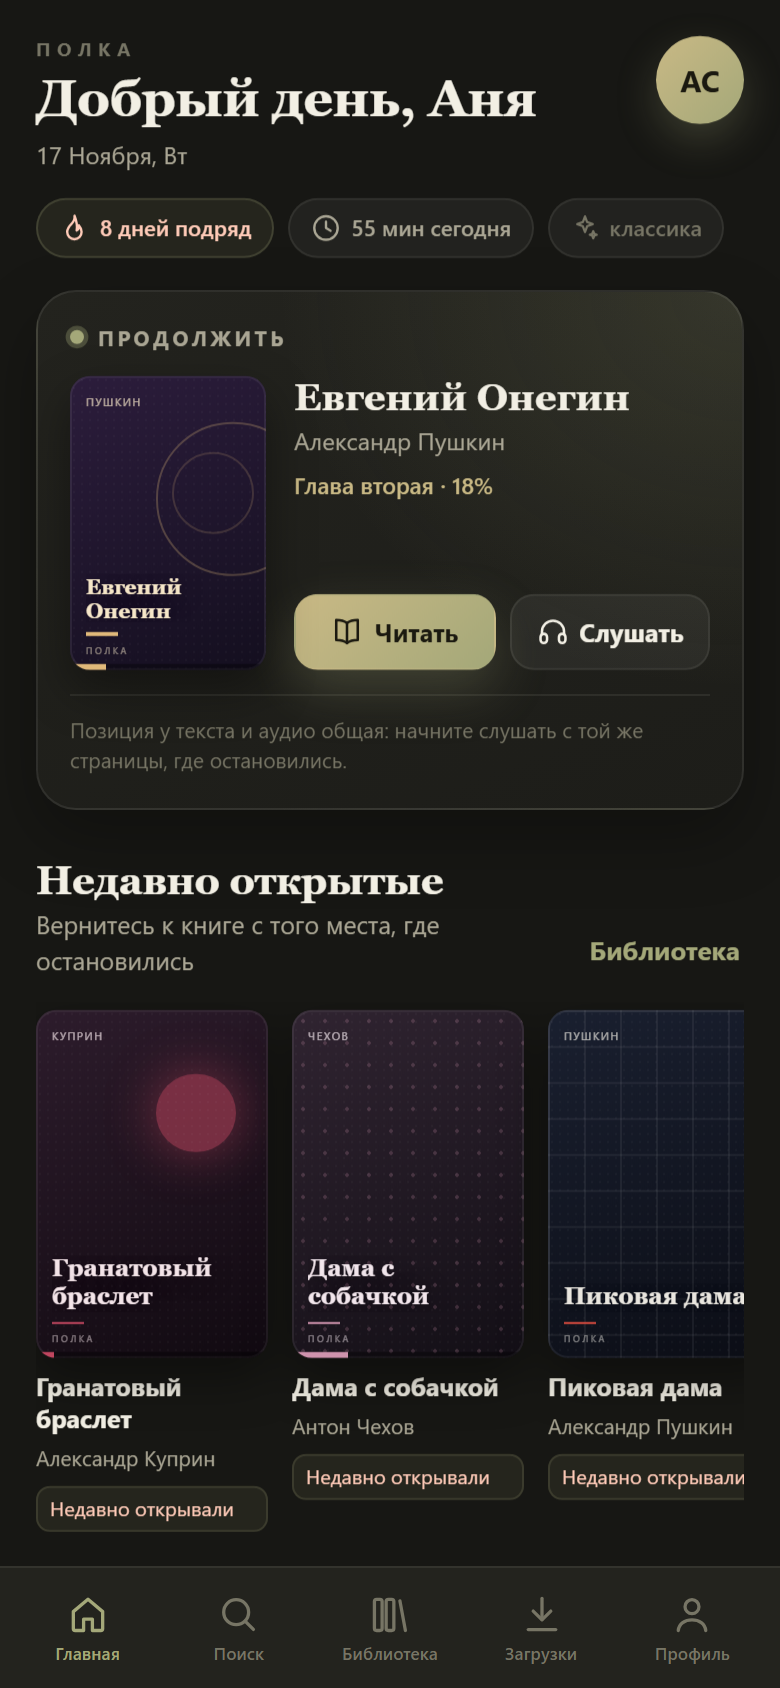 ПОЛКА
Добрый день, Аня
АС
17 Ноября, Вт
8 дней подряд
55 мин сегодня
классика
ПРОДОЛЖИТЬ
ПУШКИН
Евгений
Онегин
ПОЛКА
Евгений Онегин
Александр Пушкин
Глава вторая · 18%
Читать
Слушать
Позиция у текста и аудио общая: начните слушать с той же
страницы, где остановились.
Недавно открытые
Вернитесь к книге с того места, где
остановились
Библиотека
КУПРИН
Гранатовый
браслет
ПОЛКА
Гранатовый
браслет
Александр Куприн
Недавно открывали
ЧЕХОВ
Дама с
собачкой
ПОЛКА
Дама с собачкой
Антон Чехов
Недавно открывали
ПУШКИН
Пиковая дама
ПОЛКА
Пиковая дама
Александр Пушкин
Недавно открывали
Главная
Поиск
Библиотека
Загрузки
Профиль